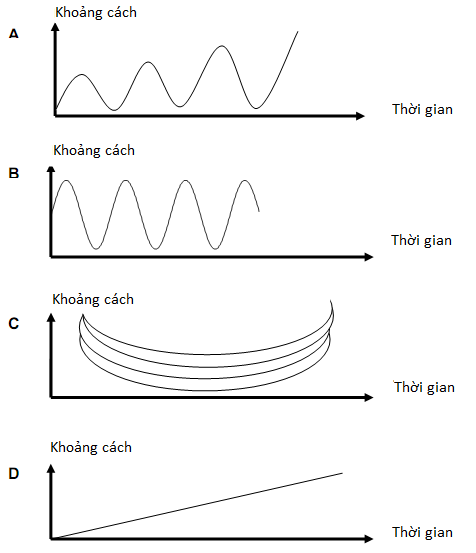 Khoảng cách
A
Thời gian
Khoảng cách
B
Thời gian
Khoảng cách
C
Thời gian
Khoảng cách
D
Thời gian